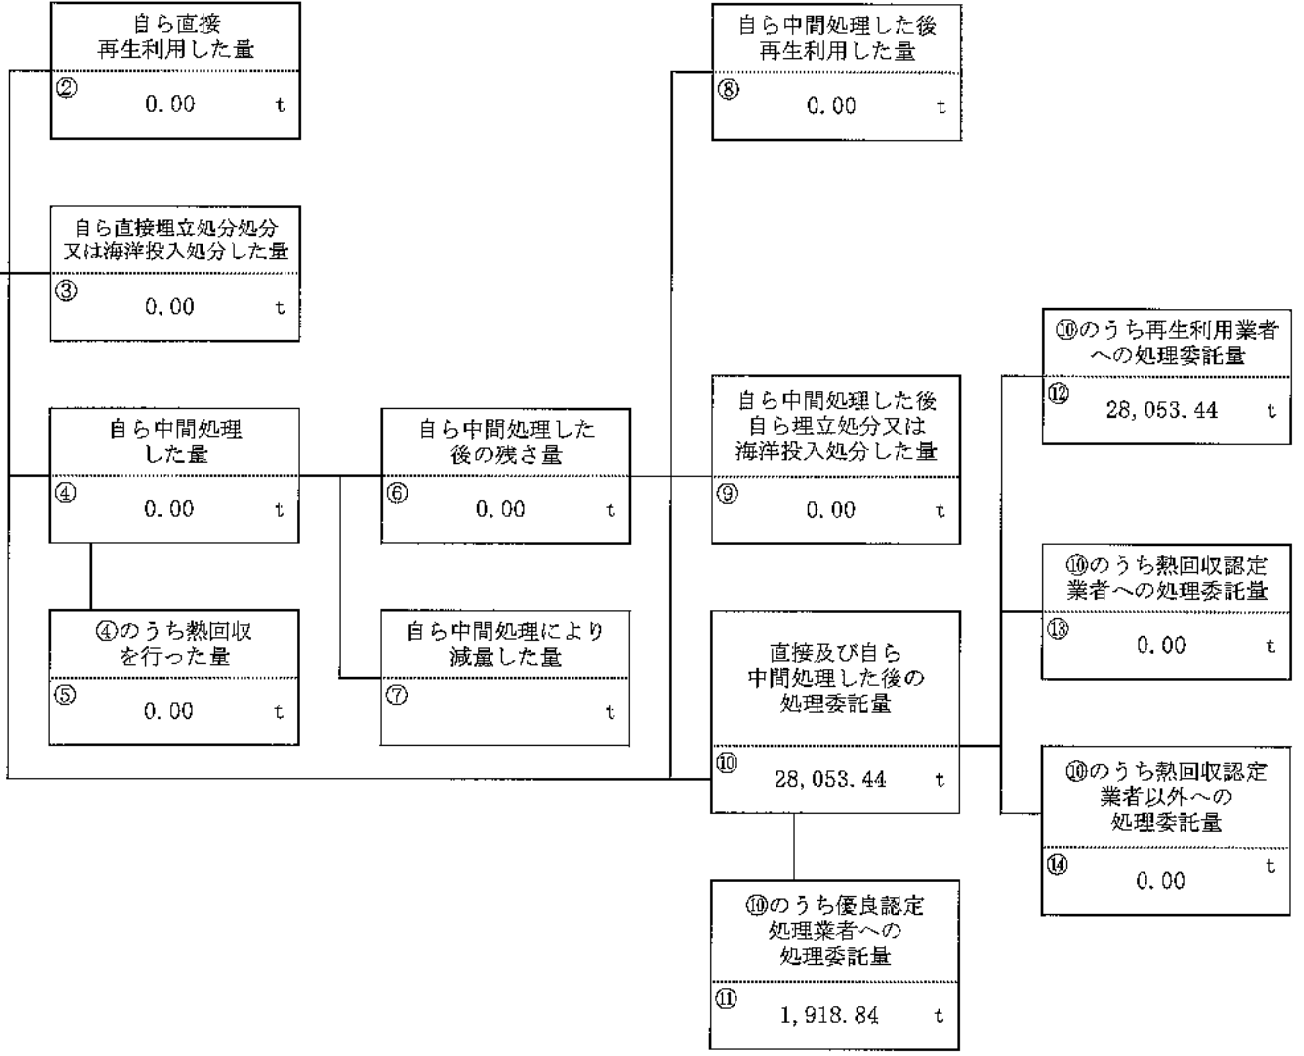 自ら直接
再生利用した量
②
0.00 t
自ら中間処理した後
再生利用した量
⑧
0.00 t
自ら直接埋立処分処分
又は海洋投入処分した量
③
0.00 t
⑩のうち再生利用業者
への処理委託量
⑫
28,053.44 t
自ら中間処理
した量
④
0.00 t
自ら中間処理した
後の残さ量
⑥
0.00 t
自ら中間処理した後
自ら埋立処分又は
海洋投入処分した量
⑨
0.00 t
⑩のうち熱回収認定
業者への処理委託量
⑬
0.00 t
④のうち熱回収
を行った量
⑤
0.00 t
自ら中間処理により
減量した量
⑦
t
直接及び自ら
中間処理した後の
処理委託量
⑩
28,053.44 t
⑩のうち熱回収認定
業者以外への
処理委託量
⑭
0.00 t
⑩のうち優良認定
処理業者への
処理委託量
⑪
1,918.84 t